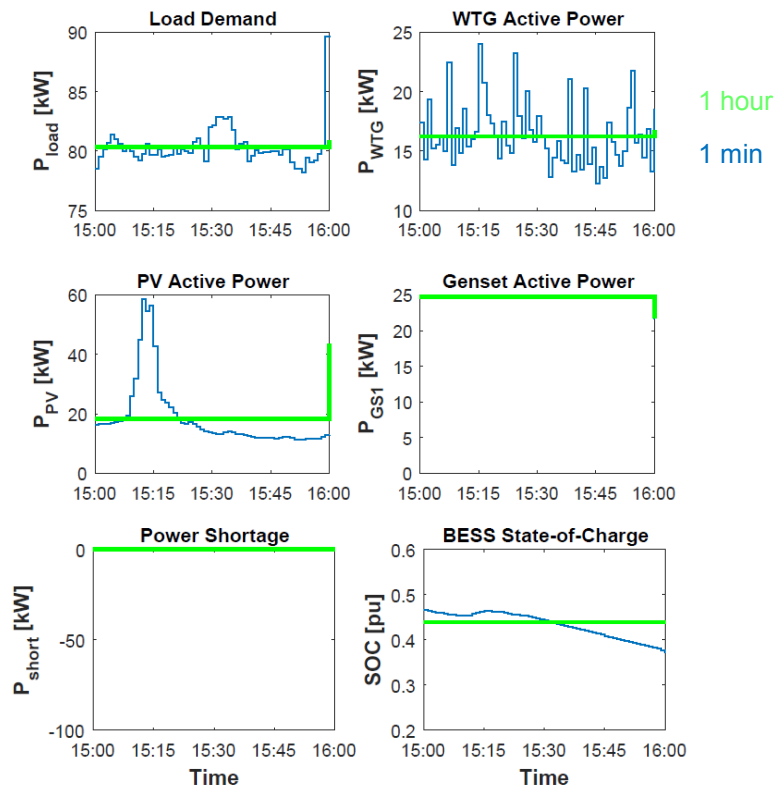 Load Demand
P_load [kW]
90
85
80
75
15:00 15:15 15:30 15:45 16:00
WTG Active Power
P_WTG [kW]
25
20
15
10
15:00 15:15 15:30 15:45 16:00
1 hour
1 min
PV Active Power
P_PV [kW]
60
40
20
0
15:00 15:15 15:30 15:45 16:00
Genset Active Power
P_GS1 [kW]
25
20
15
10
5
0
15:00 15:15 15:30 15:45 16:00
Power Shortage
P_short [kW]
0
-50
-100
15:00 15:15 15:30 15:45 16:00
Time
BESS State-of-Charge
SOC [pu]
0.6
0.5
0.4
0.3
0.2
15:00 15:15 15:30 15:45 16:00
Time